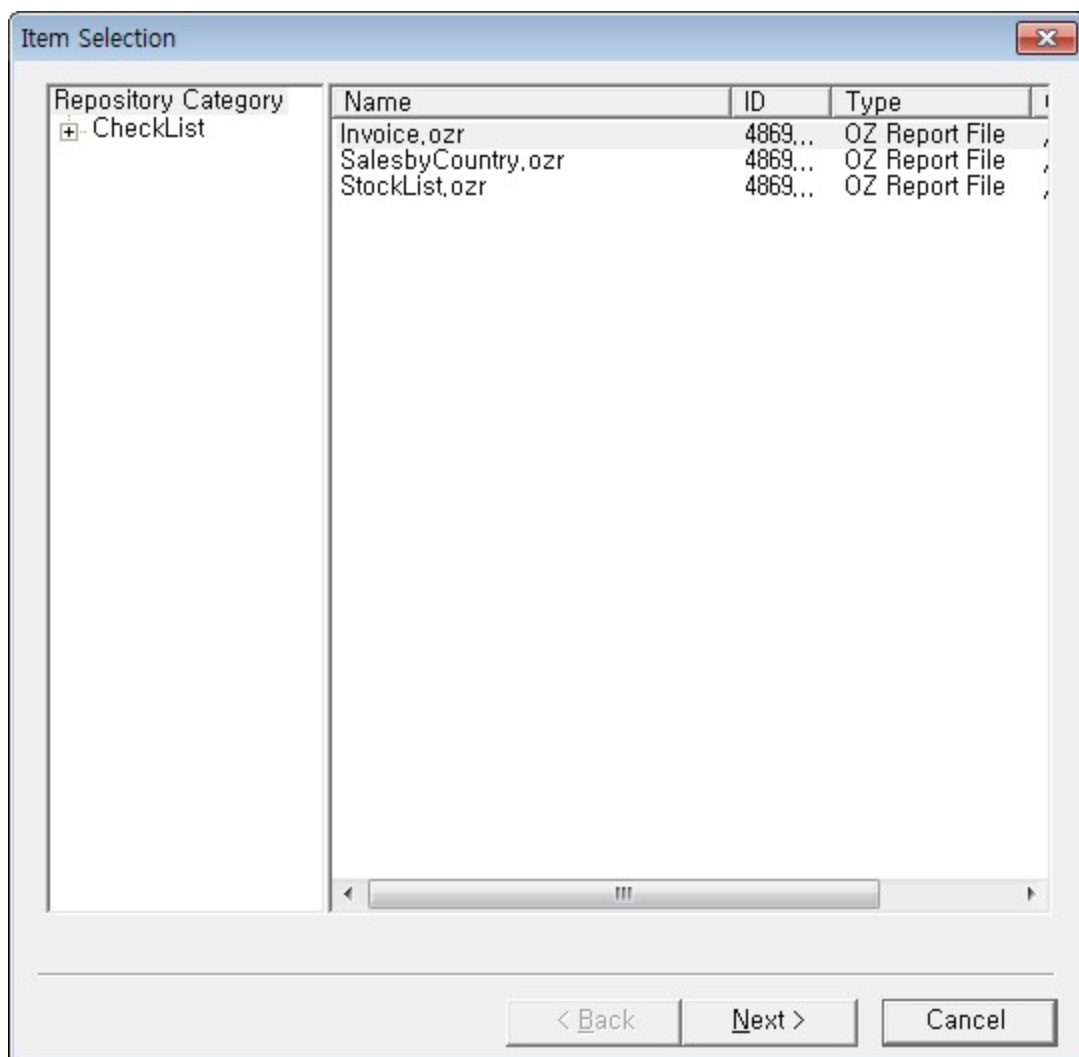 Item Selection
Repository Category
CheckList
Name ID Type
Invoice,ozr 4869,,, OZ Report File
SalesbyCountry,ozr 4869,,, OZ Report File
StockList,ozr 4869,,, OZ Report File
< Back Next > Cancel